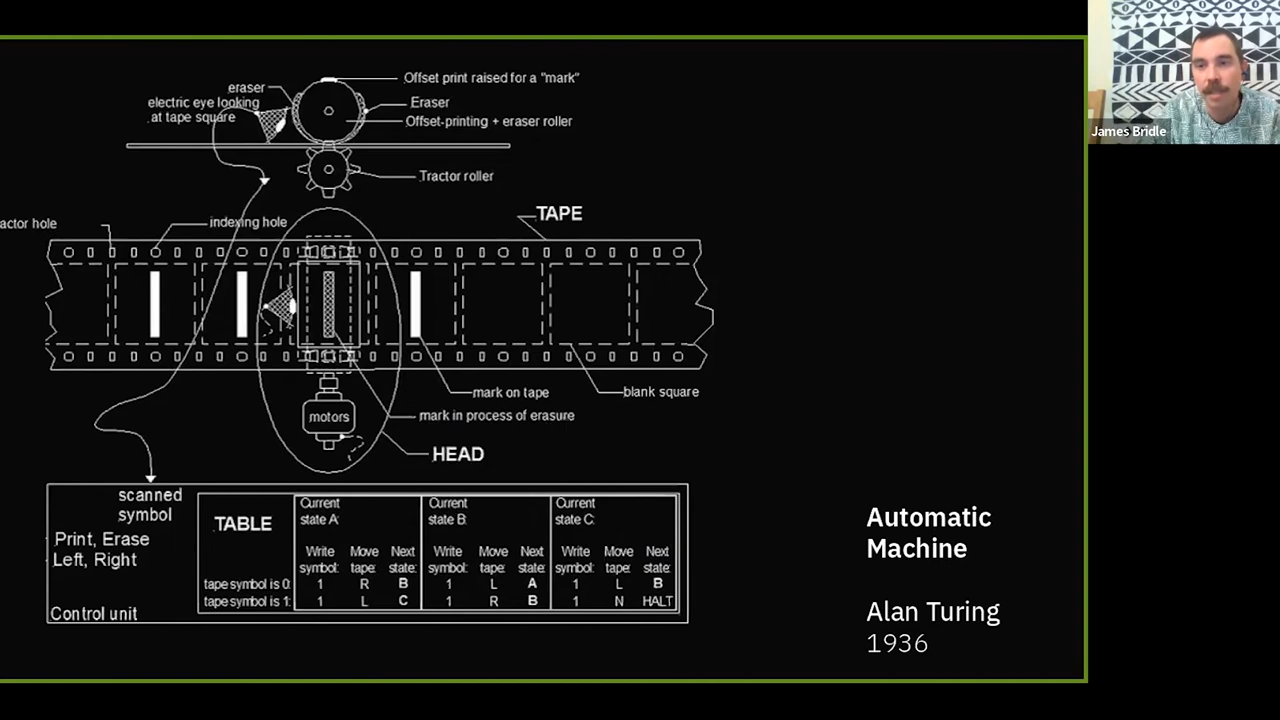 Offset print raised for a "mark"
eraser
electric eye looking
at tape square
Eraser
Offset-printing + eraser roller
Tractor roller
actor hole
indexing hole
TAPE
mark on tape
blank square
motors
mark in process of erasure
HEAD
scanned
symbol
Print, Erase
Left, Right
Control unit
TABLE
Current Current Current
state A: state B: state C:
Write Move Next Write Move Next Write Move Next
symbol: tape: state: symbol: tape: state: symbol: tape: state:
tape symbol is 0: 1 R B 1 L A 1 L B
tape symbol is 1: 1 L C 1 R B 1 N HALT
Automatic
Machine
Alan Turing
1936
James Bridle